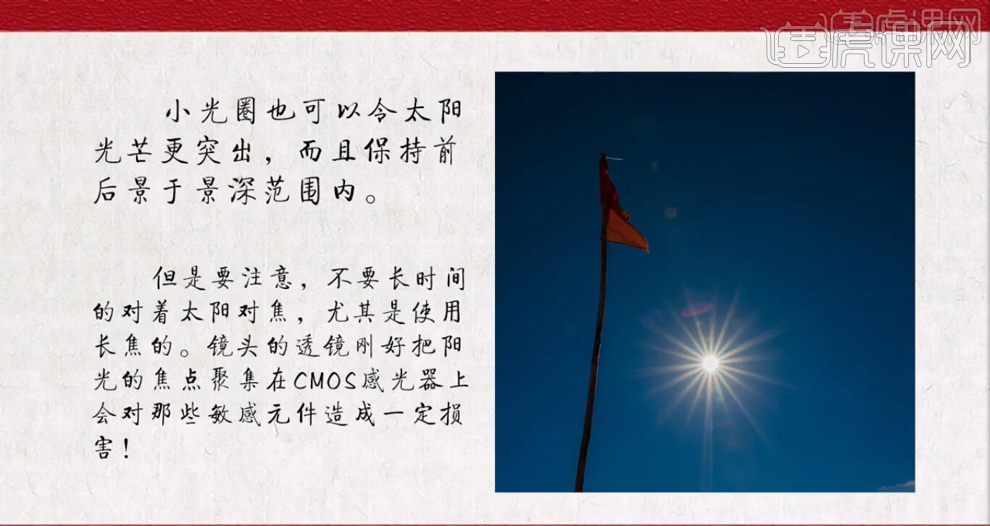 虎课网
小光圈也可以令太阳
光芒更突出，而且保持前
后景于景深范围内。
但是要注意，不要长时间
的对着太阳对焦，尤其是使用
长焦的。镜头的透镜刚好把阳
光的焦点聚集在CMOS感光器上
会对那些敏感元件造成一定损
害！